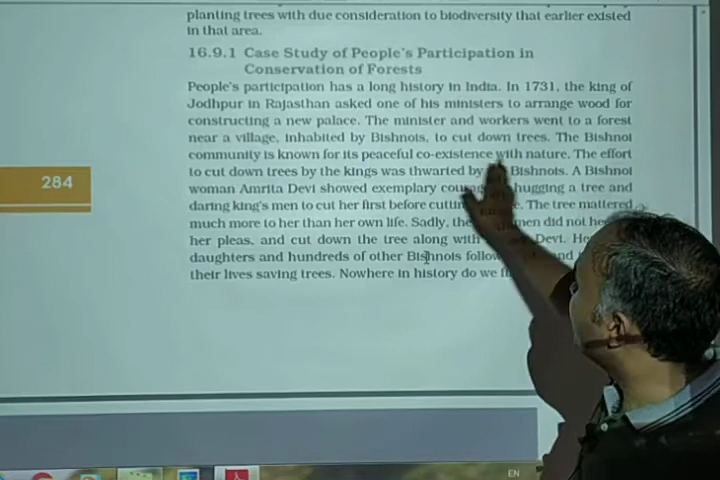 planting trees with due consideration to biodiversity that earlier existed
in that area.
16.9.1 Case Study of People's Participation in
Conservation of Forests
People's participation has a long history in India. In 1731, the king of
Jodhpur in Rajasthan asked one of his ministers to arrange wood for
constructing a new palace. The minister and workers went to a forest
near a village, inhabited by Bishnois, to cut down trees. The Bishnoi
community is known for its peaceful co-existence with nature. The effort
to cut down trees by the kings was thwarted by Bishnois. A Bishnoi
284
woman Amrita Devi showed exemplary hugging a tree and
daring king's men to cut her first before The tree mattered
much more to her than her own life. Sadly, did not
her pleas, and cut down the tree along with Devi.
daughters and hundreds of other Bishnois
their lives saving trees. Nowhere in history do we
EN